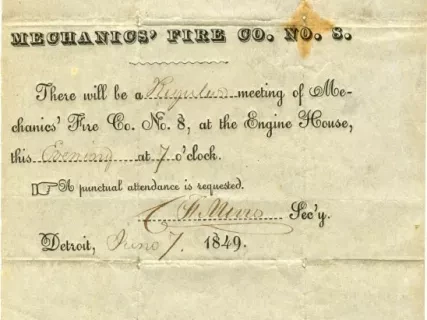 MECHANICS' FIRE CO. NO. 8.
There will be a Regular meeting of Me-
chanics' Fire Co. No. 8, at the Engine House,
this Evening at 7 o'clock.
☞A punctual attendance is requested.
Munro Sec'y.
Detroit, June 7. 1849.